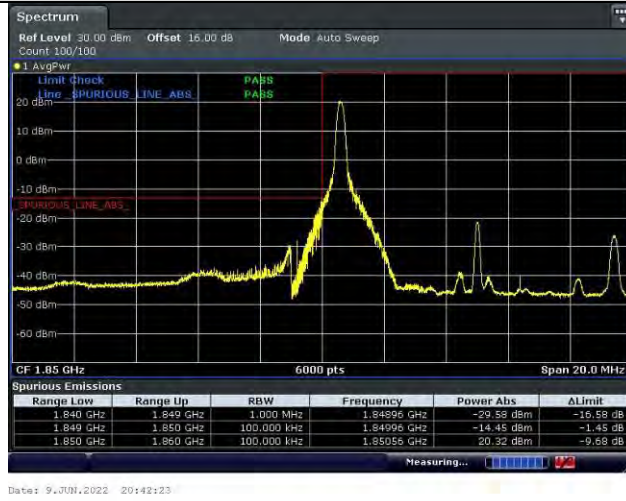 Spectrum
Ref Level 30.00 dBm Offset 16.00 dB Mode Auto Sweep
Count 100/100
1 AvgPwr
Limit Check PASS
Line _SPURIOUS_LINE_ABS_ PASS
20 dBm
10 dBm
0 dBm
-10 dBm
_SPURIOUS_LINE_ABS_
-20 dBm
-30 dBm
-40 dBm
-50 dBm
-60 dBm
CF 1.85 GHz 6000 pts Span 20.0 MHz
Spurious Emissions
Range Low Range Up RBW Frequency Power Abs ΔLimit
1.840 GHz 1.849 GHz 1.000 MHz 1.84896 GHz -29.58 dBm -16.58 dB
1.849 GHz 1.850 GHz 100.000 kHz 1.84996 GHz -14.45 dBm -1.45 dB
1.850 GHz 1.860 GHz 100.000 kHz 1.85056 GHz 20.32 dBm -9.68 dB
Measuring...
Date: 9.JUN.2022 20:42:23